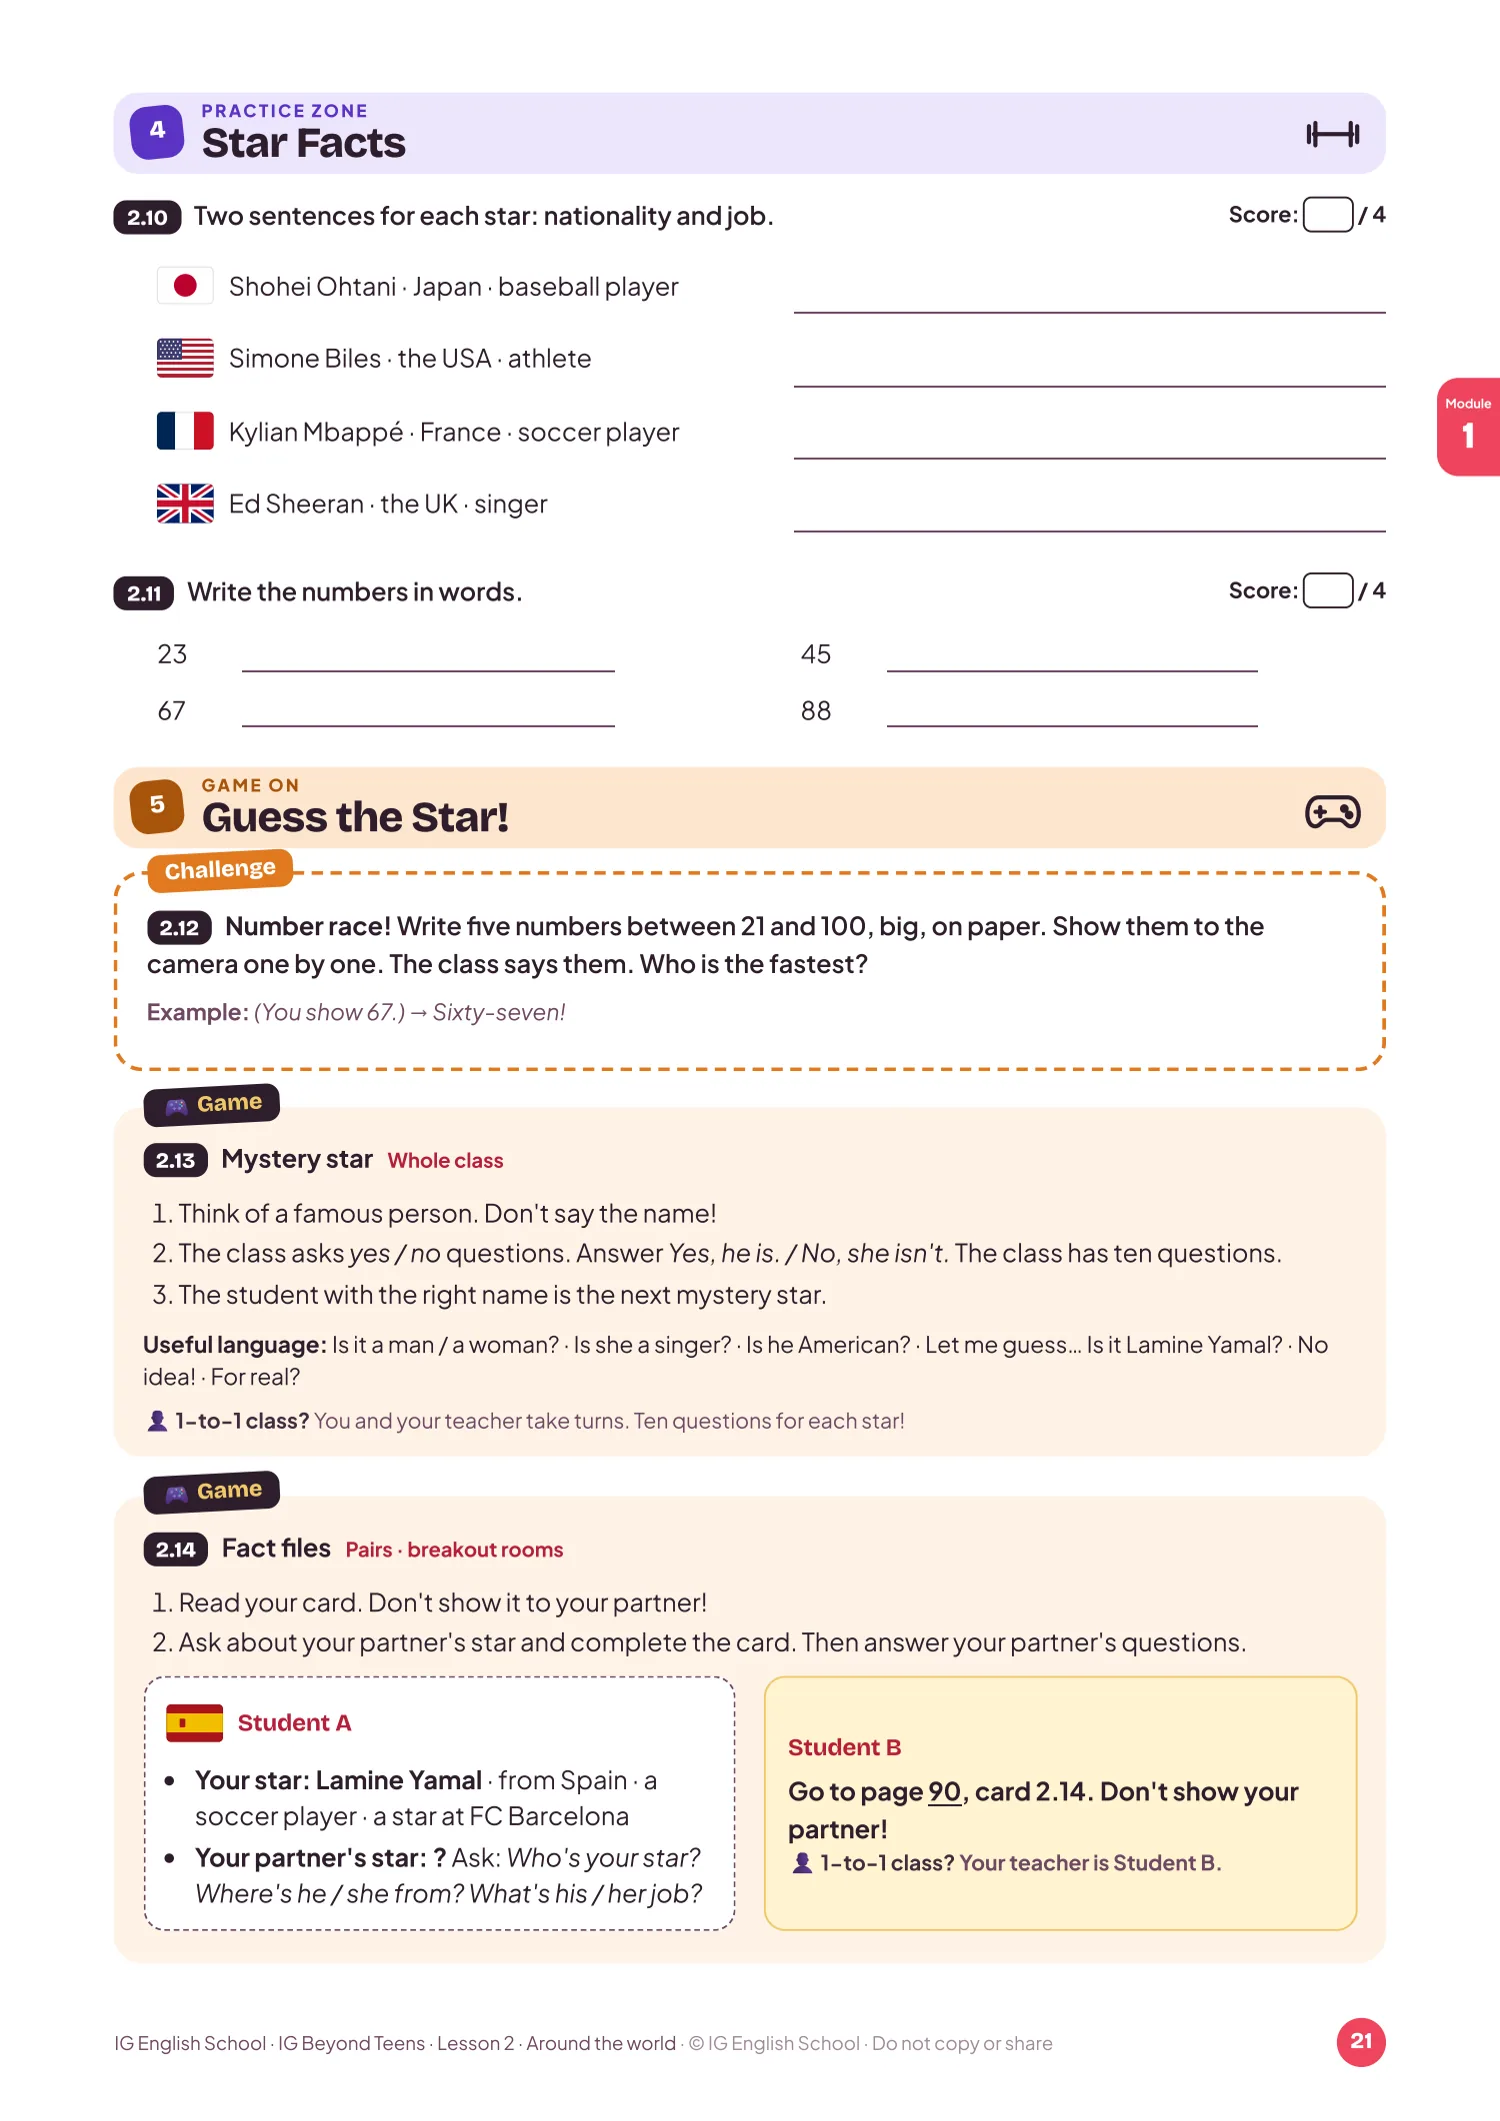 4
PRACTICE ZONE
Star Facts
2.10 Two sentences for each star: nationality and job.
Score: / 4
Shohei Ohtani · Japan · baseball player
Simone Biles · the USA · athlete
Kylian Mbappé · France · soccer player
Ed Sheeran · the UK · singer
Module
1
2.11 Write the numbers in words.
Score: / 4
23
45
67
88
5
GAME ON
Guess the Star!
Challenge
2.12 Number race! Write five numbers between 21 and 100, big, on paper. Show them to the
camera one by one. The class says them. Who is the fastest?
Example: (You show 67.) → Sixty-seven!
Game
2.13 Mystery star Whole class
1. Think of a famous person. Don't say the name!
2. The class asks yes / no questions. Answer Yes, he is. / No, she isn't. The class has ten questions.
3. The student with the right name is the next mystery star.
Useful language: Is it a man / a woman? · Is she a singer? · Is he American? · Let me guess... Is it Lamine Yamal? · No
idea! · For real?
1-to-1 class? You and your teacher take turns. Ten questions for each star!
Game
2.14 Fact files Pairs · breakout rooms
1. Read your card. Don't show it to your partner!
2. Ask about your partner's star and complete the card. Then answer your partner's questions.
Student A
• Your star: Lamine Yamal · from Spain · a
soccer player · a star at FC Barcelona
• Your partner's star: ? Ask: Who's your star?
Where's he / she from? What's his / her job?
Student B
Go to page 90, card 2.14. Don't show your
partner!
1-to-1 class? Your teacher is Student B.
IG English School · IG Beyond Teens · Lesson 2 · Around the world · © IG English School · Do not copy or share
21